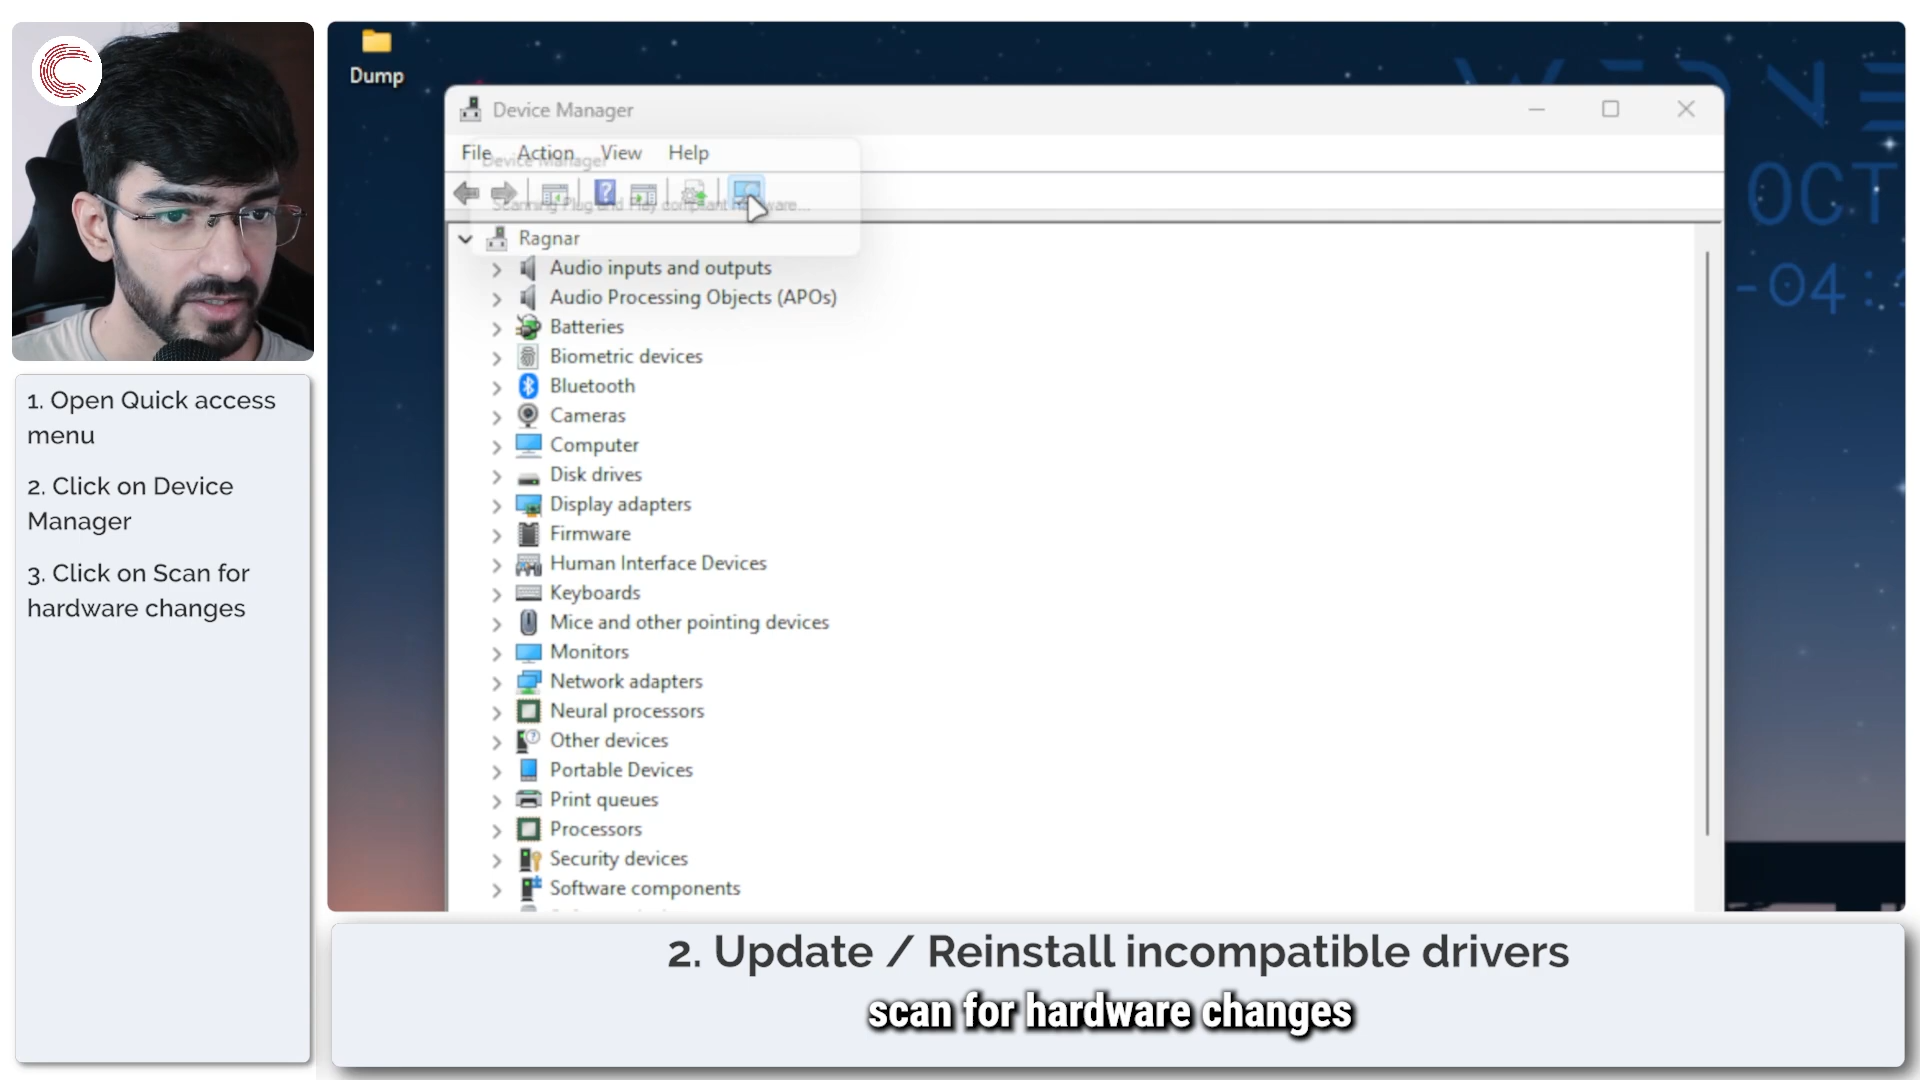 Dump
Device Manager
File Action View Help
Device Manager
Scanning Plug and Play compliant hardware...
Ragnar
Audio inputs and outputs
Audio Processing Objects (APOs)
Batteries
Biometric devices
Bluetooth
Cameras
Computer
Disk drives
Display adapters
Firmware
Human Interface Devices
Keyboards
Mice and other pointing devices
Monitors
Network adapters
Neural processors
Other devices
Portable Devices
Print queues
Processors
Security devices
Software components
OCT
-04:
1. Open Quick access
menu
2. Click on Device
Manager
3. Click on Scan for
hardware changes
2. Update / Reinstall incompatible drivers
scan for hardware changes